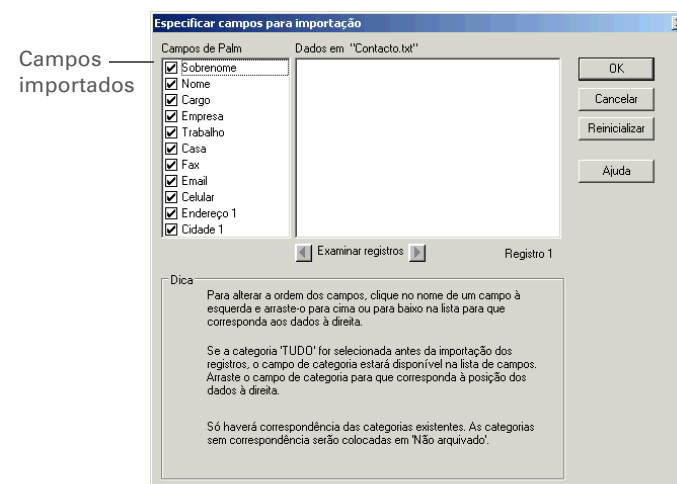 Especificar campos para importação
Campos importados
Campos de Palm
Dados em "Contacto.txt"
Sobrenome
Nome
Cargo
Empresa
Trabalho
Casa
Fax
Email
Celular
Endereço 1
Cidade 1
OK
Cancelar
Reinicializar
Ajuda
Examinar registros
Registro 1
Dica
Para alterar a ordem dos campos, clique no nome de um campo à
esquerda e arraste-o para cima ou para baixo na lista para que
corresponda aos dados à direita.
Se a categoria 'TUDO' for selecionada antes da importação dos
registros, o campo de categoria estará disponível na lista de campos.
Arraste o campo de categoria para que corresponda à posição dos
dados à direita.
Só haverá correspondência das categorias existentes. As categorias
sem correspondência serão colocadas em 'Não arquivado'.